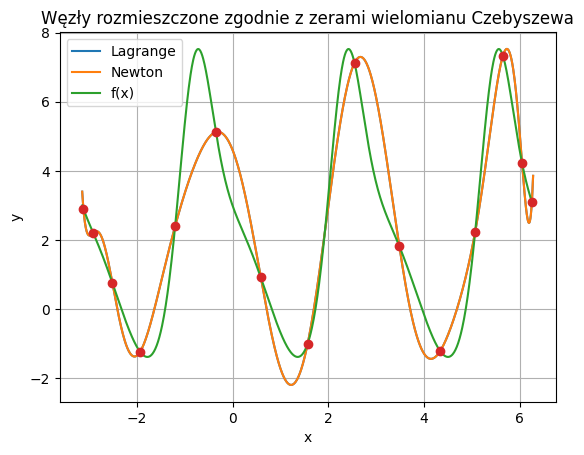 Węzły rozmieszczone zgodnie z zerami wielomianu Czebyszewa
Lagrange
Newton
f(x)
8
6
4
2
0
−2
y
−2
0
2
4
6
x